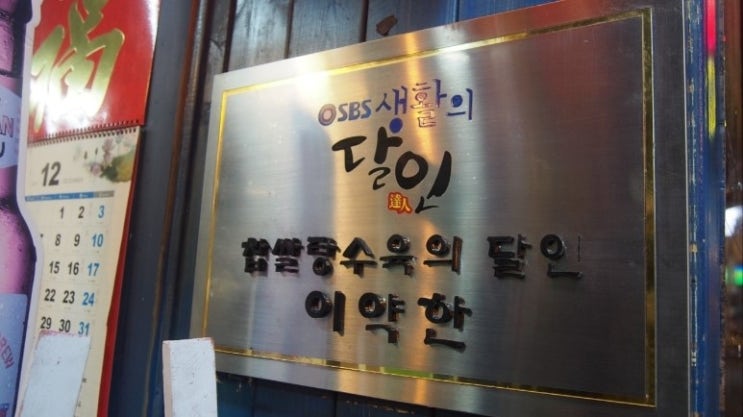 SBS 생활의
달인
達人
찹쌀탕수육의 달인
이약한
福
12
1 2 3
8 9 10
15 16 17
22 23 24
29 30 31